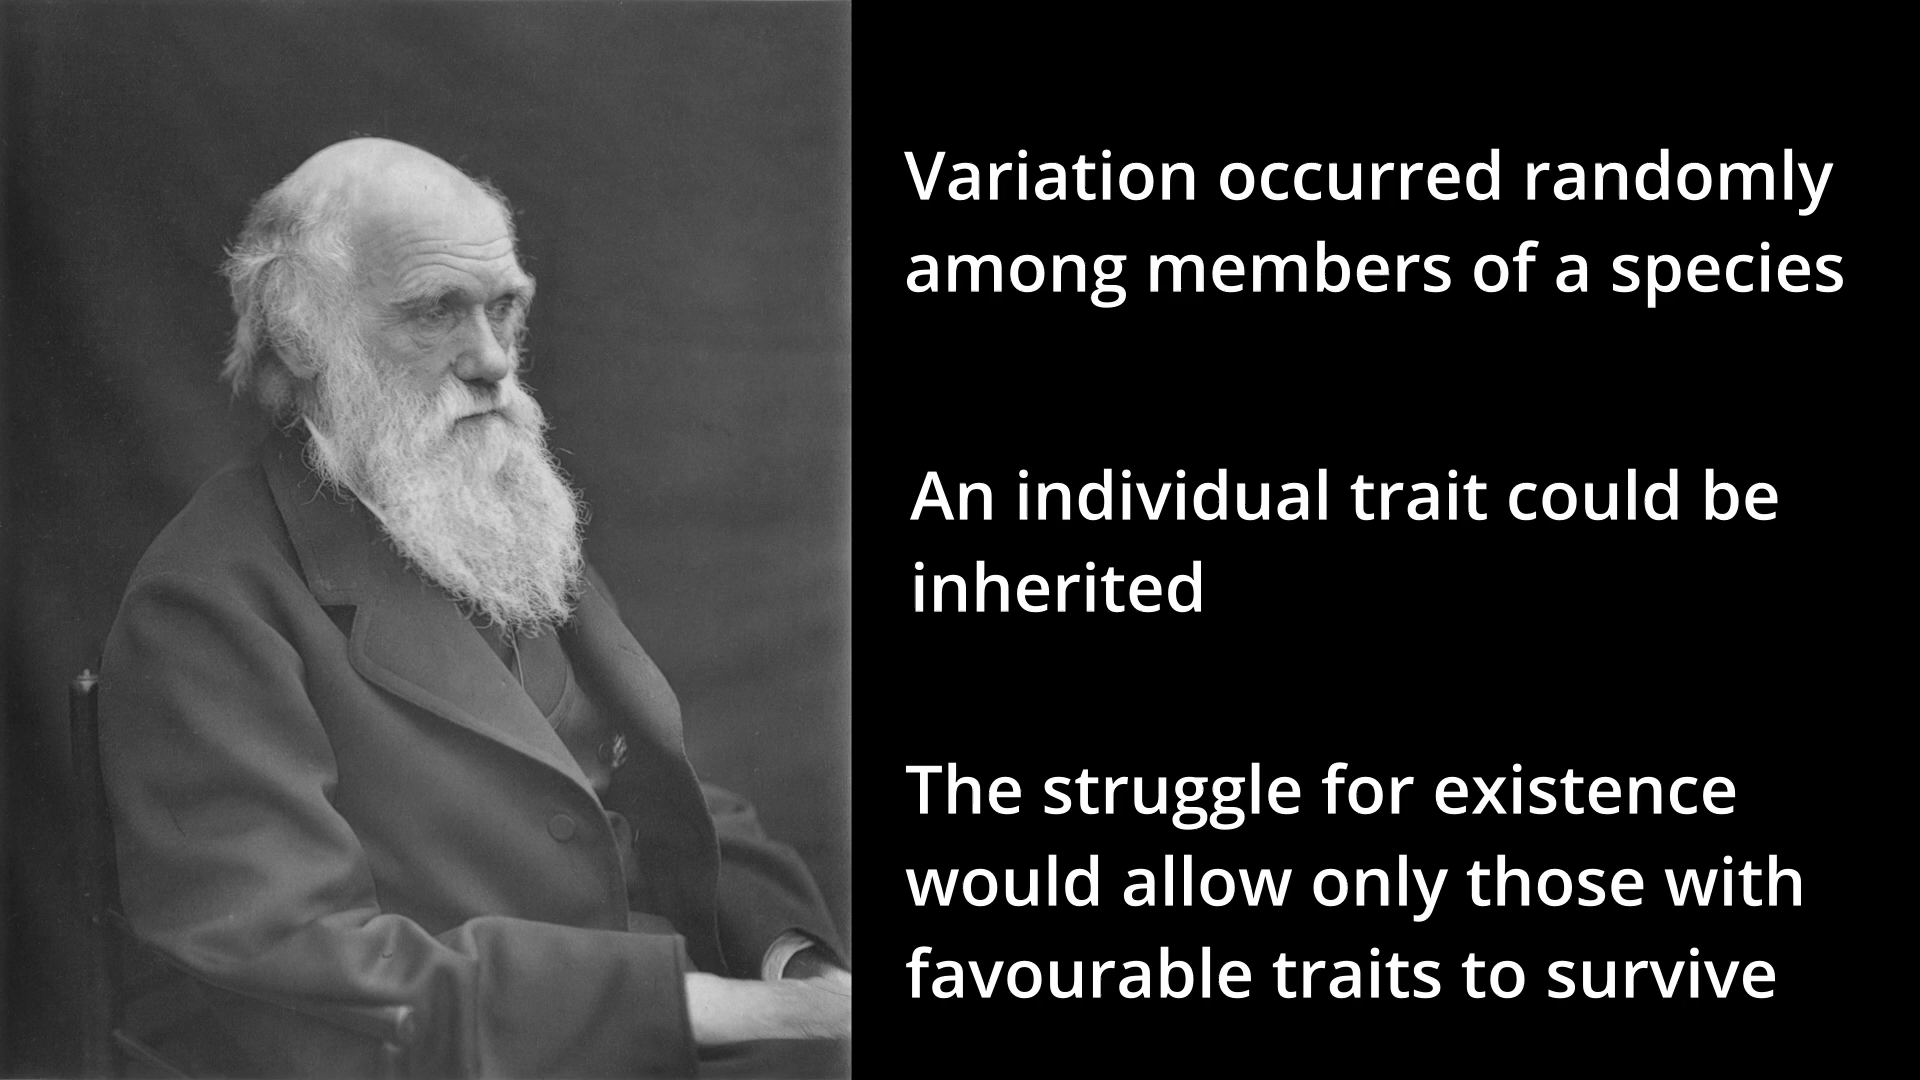 Variation occurred randomly
among members of a species
An individual trait could be
inherited
The struggle for existence
would allow only those with
favourable traits to survive